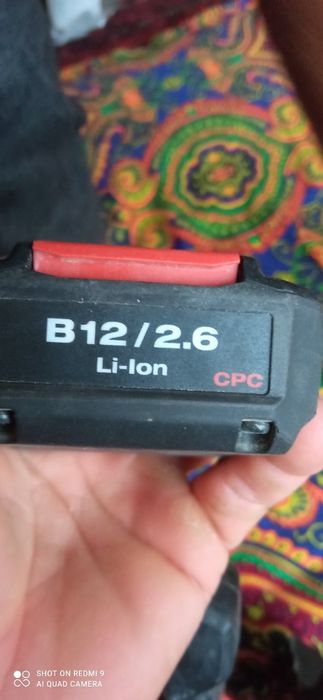 B12/2.6
Li-Ion
CPC
SHOT ON REDMI 9
AI QUAD CAMERA